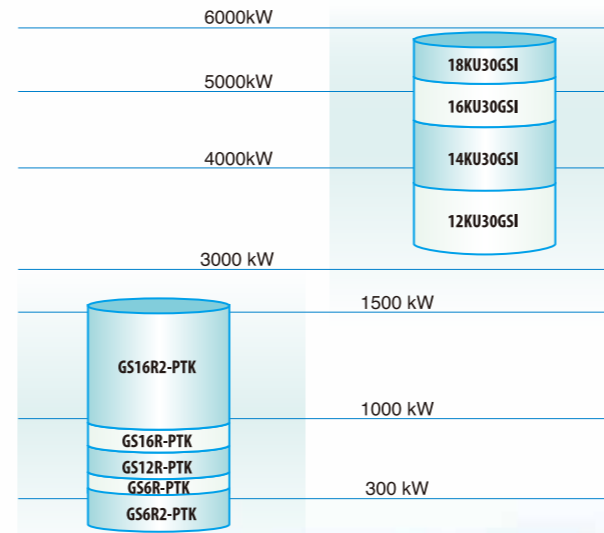 6000kW
18KU30GSI
5000kW
16KU30GSI
4000kW
14KU30GSI
12KU30GSI
3000 kW
1500 kW
GS16R2-PTK
1000 kW
GS16R-PTK
GS12R-PTK
GS6R-PTK
300 kW
GS6R2-PTK